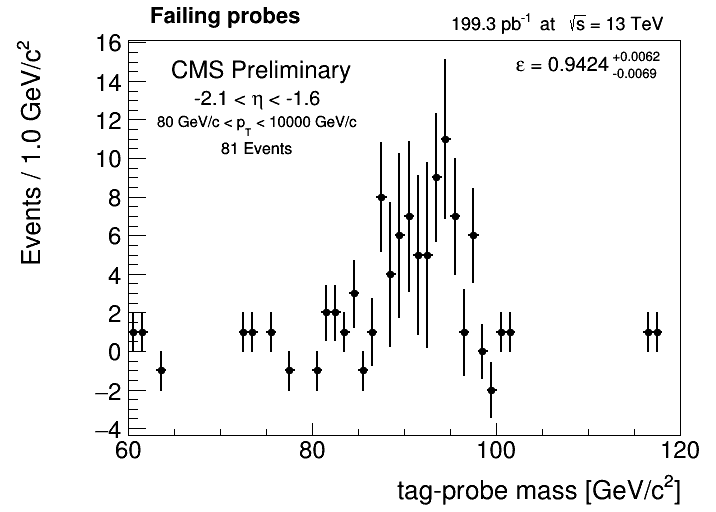 Failing probes
199.3 pb-1 at √s = 13 TeV
CMS Preliminary
-2.1 < η < -1.6
80 GeV/c < pT < 10000 GeV/c
81 Events
ε = 0.9424 +0.0062 -0.0069
Events / 1.0 GeV/c2
16
14
12
10
8
6
4
2
0
−2
−4
60 80 100 120
tag-probe mass [GeV/c2]